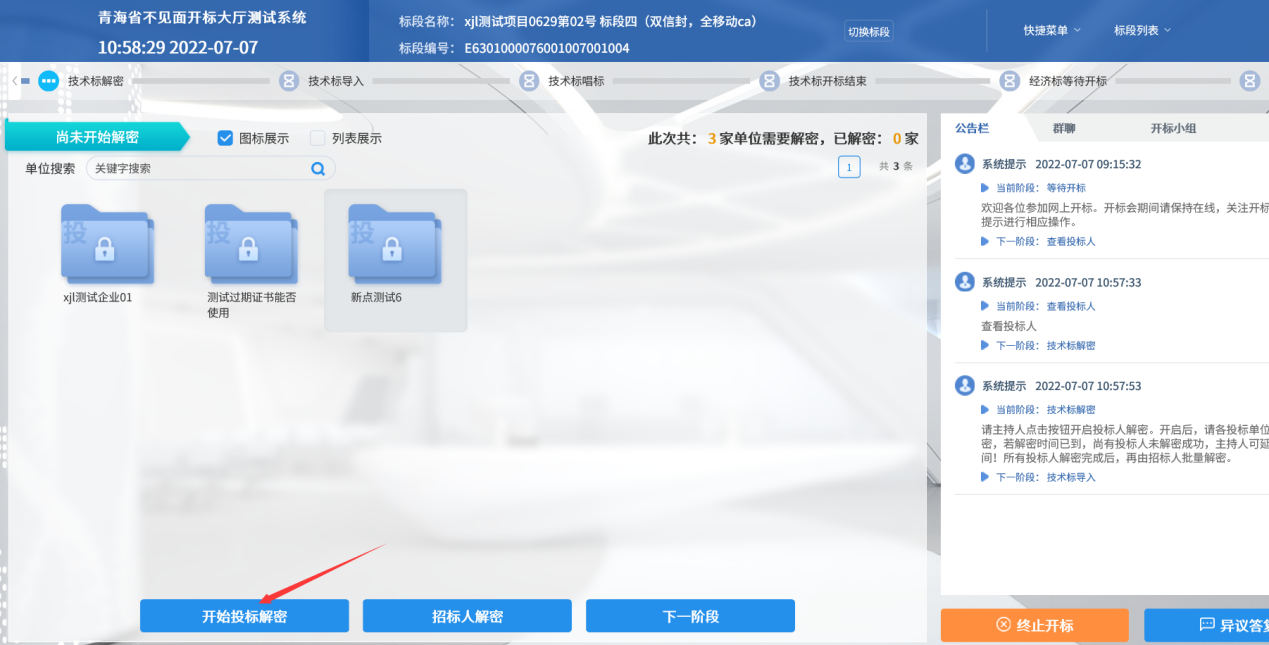 青海省不见面开标大厅测试系统
10:58:29 2022-07-07
标段名称： xjl测试项目0629第02号 标段四（双信封，全移动ca）
标段编号： E6301000076001007001004
切换标段
快捷菜单
标段列表
技术标解密
技术标导入
技术标唱标
技术标开标结束
经济标等待开标
尚未开始解密
图标展示
列表展示
此次共： 3 家单位需要解密，已解密： 0 家
单位搜索
关键字搜索
1
共 3 条
投
xjl测试企业01
投
测试过期证书能否
使用
投
新点测试6
开始投标解密
招标人解密
下一阶段
公告栏
群聊
开标小组
系统提示 2022-07-07 09:15:32
当前阶段： 等待开标
欢迎各位参加网上开标。开标会期间请保持在线，关注开标
提示进行相应操作。
下一阶段： 查看投标人
系统提示 2022-07-07 10:57:33
当前阶段： 查看投标人
查看投标人
下一阶段： 技术标解密
系统提示 2022-07-07 10:57:53
当前阶段： 技术标解密
请主持人点击按钮开启投标人解密。开启后，请各投标单位
密，若解密时间已到，尚有投标人未解密成功，主持人可延
间！所有投标人解密完成后，再由招标人批量解密。
下一阶段： 技术标导入
终止开标
异议答复